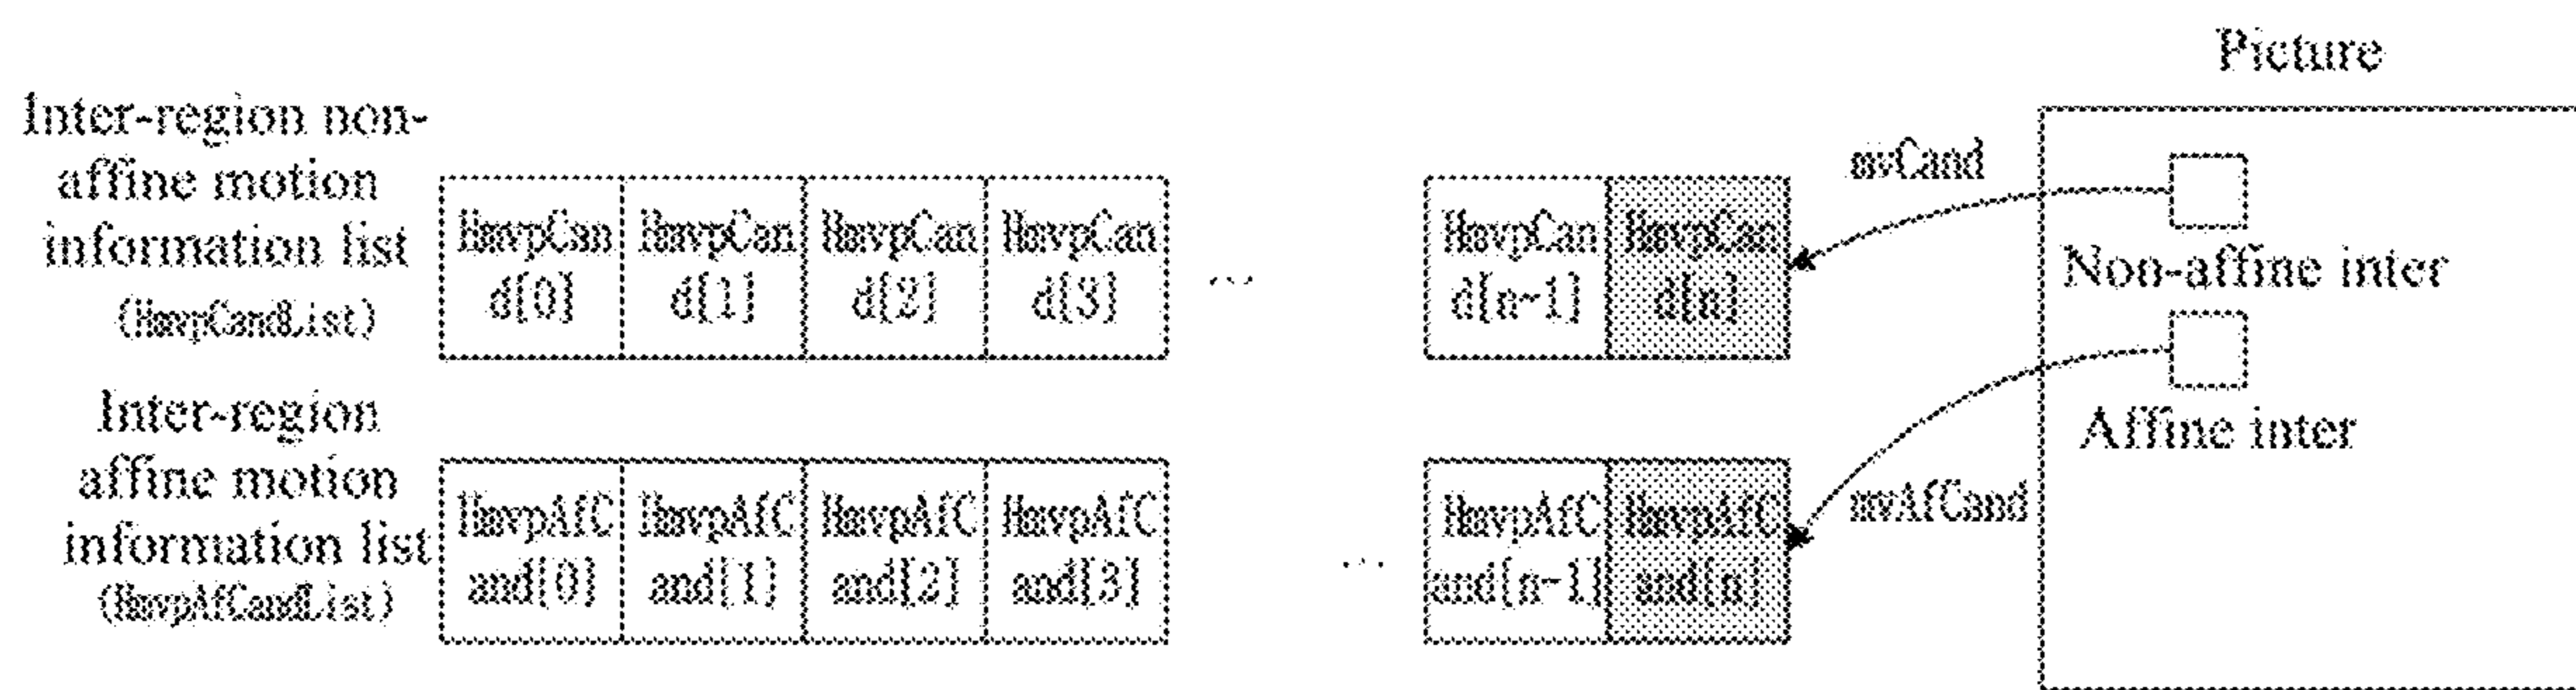 Picture
Inter-region non-
affine motion
information list
(HmvpCandList)
HmvpCan
d[0]
HmvpCan
d[1]
HmvpCan
d[2]
HmvpCan
d[3]
...
HmvpCan
d[n-1]
HmvpCan
d[n]
mvCand
Non-affine inter
Inter-region
affine motion
information list
(HmvpAfCandList)
HmvpAfC
and[0]
HmvpAfC
and[1]
HmvpAfC
and[2]
HmvpAfC
and[3]
...
HmvpAfC
and[n-1]
HmvpAfC
and[n]
mvAfCand
Affine inter